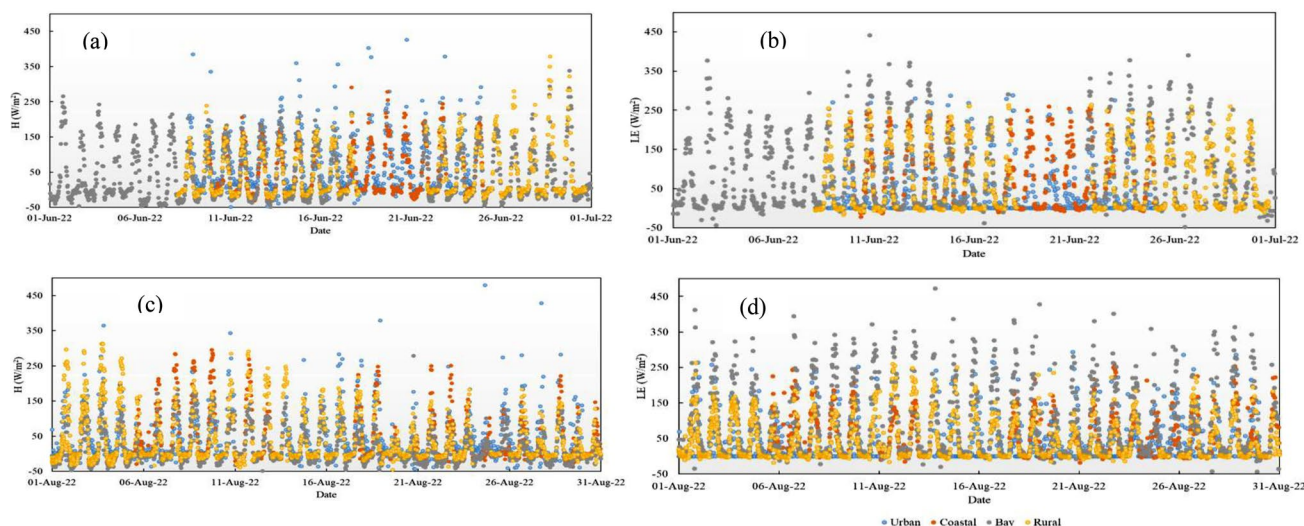 (a)
H (W/m²)
450
350
250
150
50
-50
01-Jun-22 06-Jun-22 11-Jun-22 16-Jun-22 21-Jun-22 26-Jun-22 01-Jul-22
Date
(b)
LE (W/m²)
450
350
250
150
50
-50
01-Jun-22 06-Jun-22 11-Jun-22 16-Jun-22 21-Jun-22 26-Jun-22 01-Jul-22
Date
(c)
H (W/m²)
450
350
250
150
50
-50
01-Aug-22 06-Aug-22 11-Aug-22 16-Aug-22 21-Aug-22 26-Aug-22 31-Aug-22
Date
(d)
LE (W/m²)
450
350
250
150
50
-50
01-Aug-22 06-Aug-22 11-Aug-22 16-Aug-22 21-Aug-22 26-Aug-22 31-Aug-22
Date
Urban Coastal Bay Rural